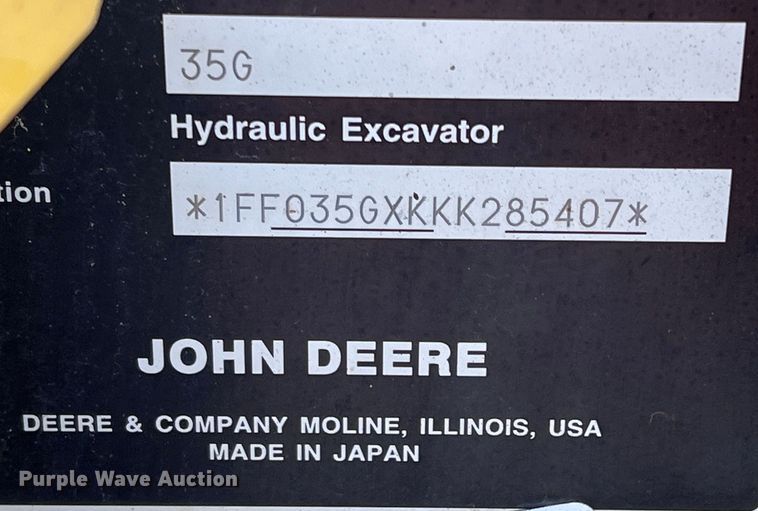 35G
Hydraulic Excavator
tion
*1FF035GXKKK285407*
JOHN DEERE
DEERE & COMPANY MOLINE, ILLINOIS, USA
MADE IN JAPAN
Purple Wave Auction